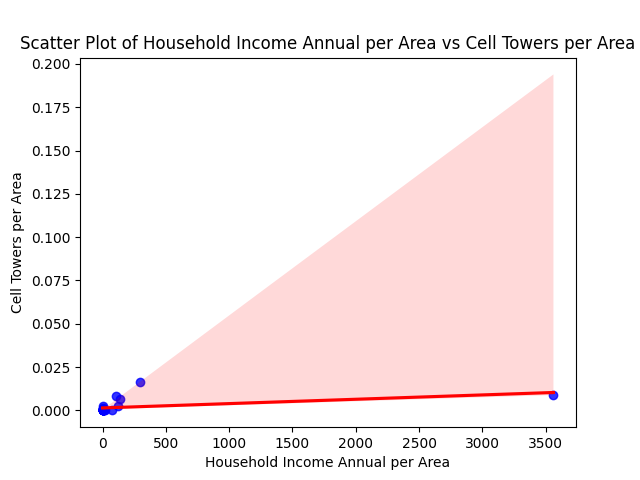 Scatter Plot of Household Income Annual per Area vs Cell Towers per Area
0.200
0.175
0.150
0.125
0.100
0.075
0.050
0.025
0.000
Cell Towers per Area
0 500 1000 1500 2000 2500 3000 3500
Household Income Annual per Area